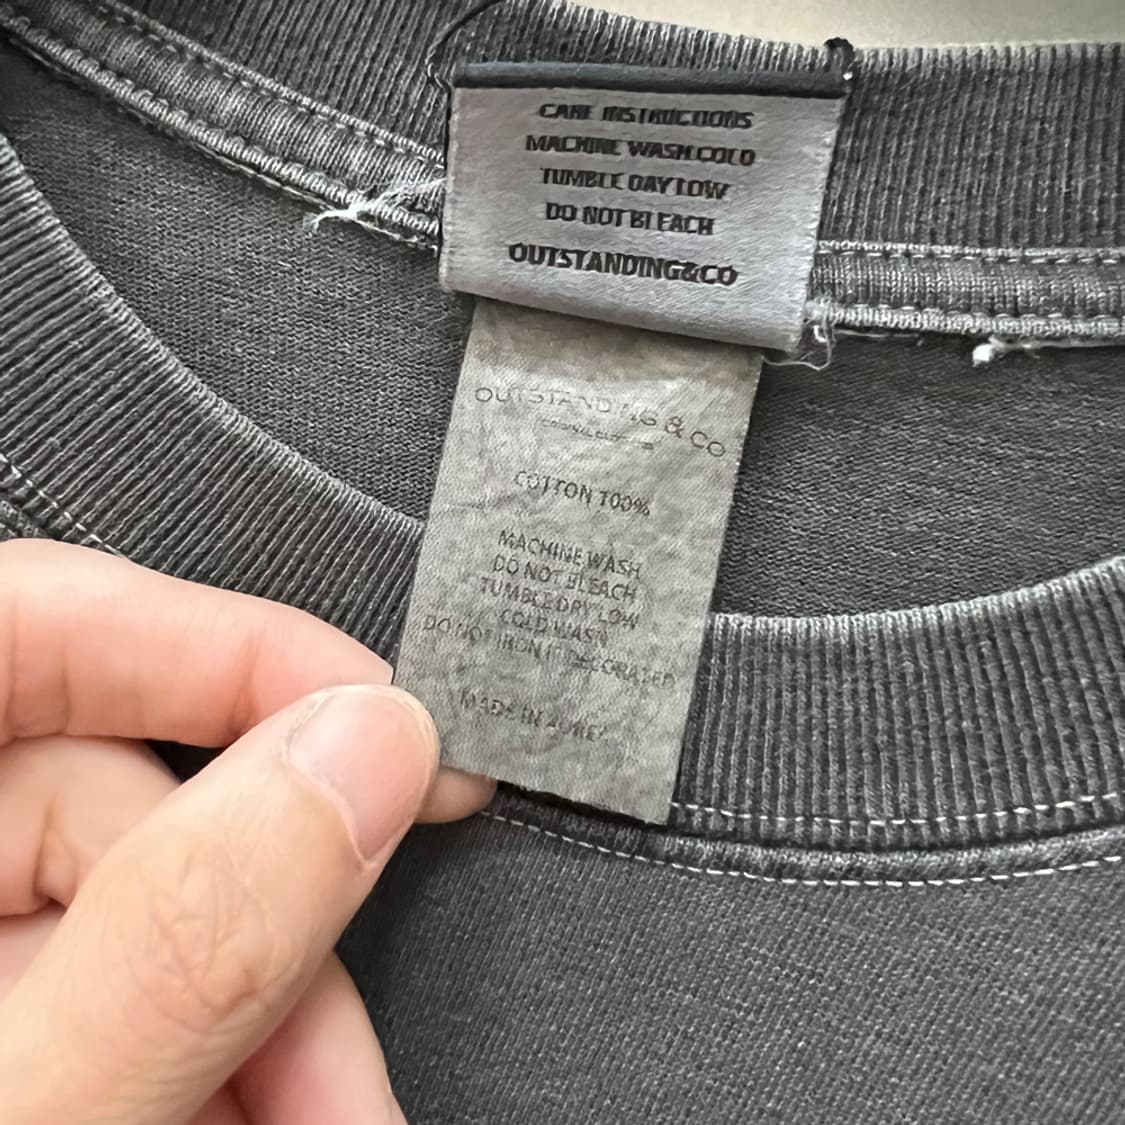 CARE INSTRUCTIONS
MACHINE WASH COLD
TUMBLE DAY LOW
DO NOT BLEACH
OUTSTANDING&CO
OUTSTANDING & CO
COTTON 100%
MACHINE WASH
DO NOT BLEACH
TUMBLE DRY LOW
COLD WASH
DO NOT IRON IF DECORATED
MADE IN KOREA